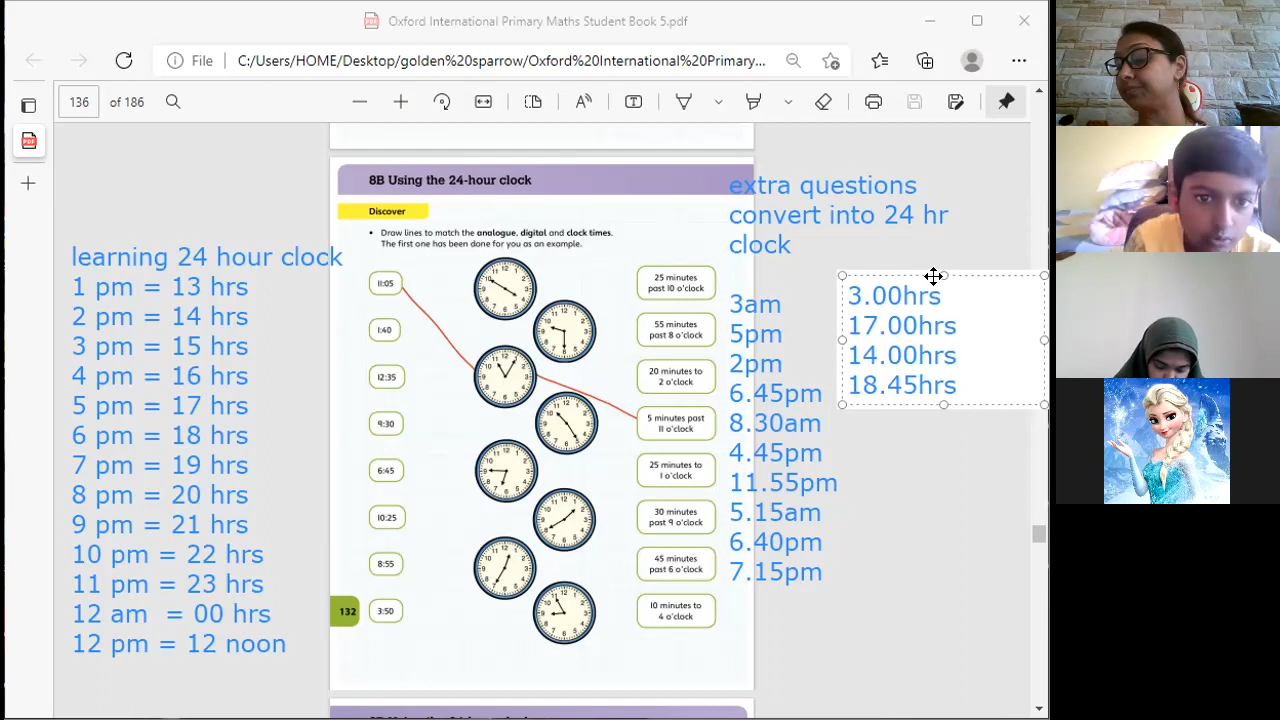 Oxford International Primary Maths Student Book 5.pdf
File
C:/Users/HOME/Desktop/golden%20sparrow/Oxford%20International%20Primary...
136
of 186
8B Using the 24-hour clock
Discover
• Draw lines to match the analogue, digital and clock times.
The first one has been done for you as an example.
11:05
1:40
12:35
9:30
6:45
10:25
8:55
3:50
25 minutes
past 10 o'clock
55 minutes
past 8 o'clock
20 minutes to
2 o'clock
5 minutes past
11 o'clock
25 minutes to
1 o'clock
30 minutes
past 9 o'clock
45 minutes
past 6 o'clock
10 minutes to
4 o'clock
132
learning 24 hour clock
1 pm = 13 hrs
2 pm = 14 hrs
3 pm = 15 hrs
4 pm = 16 hrs
5 pm = 17 hrs
6 pm = 18 hrs
7 pm = 19 hrs
8 pm = 20 hrs
9 pm = 21 hrs
10 pm = 22 hrs
11 pm = 23 hrs
12 am  = 00 hrs
12 pm = 12 noon
extra questions
convert into 24 hr
clock
3am
5pm
2pm
6.45pm
8.30am
4.45pm
11.55pm
5.15am
6.40pm
7.15pm
3.00hrs
17.00hrs
14.00hrs
18.45hrs